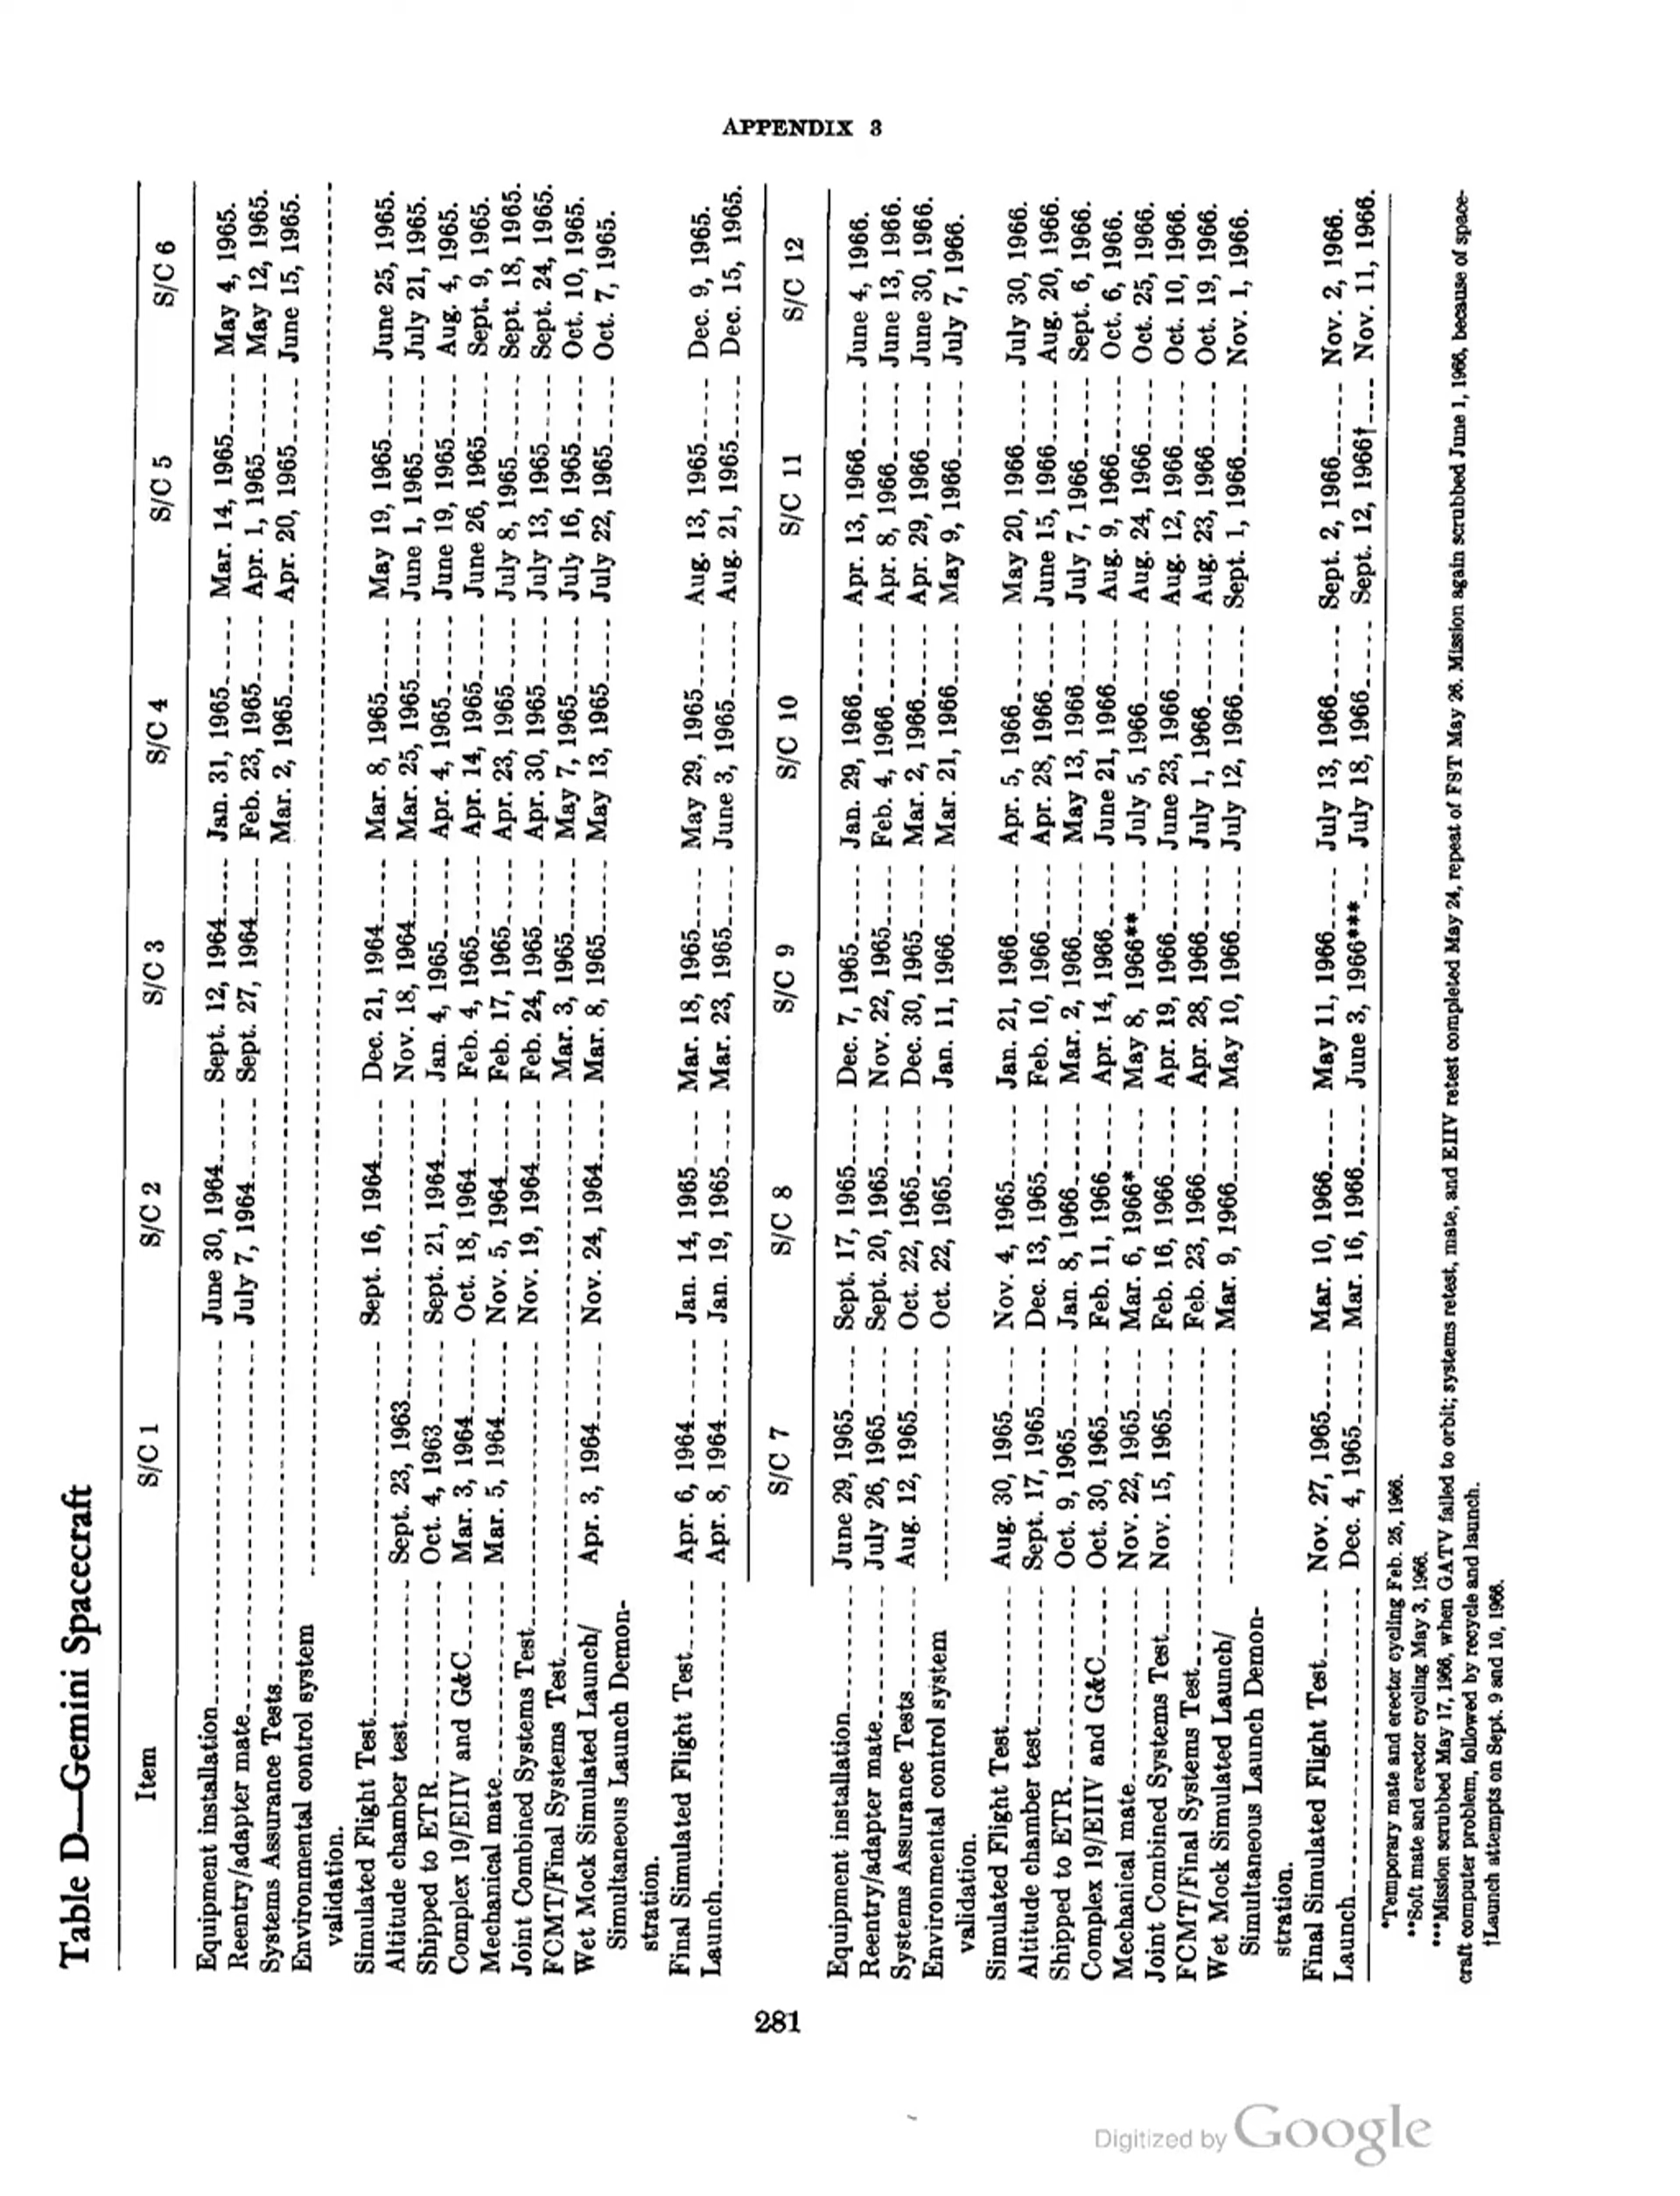 APPENDIX 3
Table D—Gemini Spacecraft
Item S/C 1 S/C 2 S/C 3 S/C 4 S/C 5 S/C 6
Equipment installation ---- June 30, 1964 ---- Sept. 12, 1964 ---- Jan. 31, 1965 ---- Mar. 14, 1965 ---- May 4, 1965.
Reentry/adapter mate ---- July 7, 1964 ---- Sept. 27, 1964 ---- Feb. 23, 1965 ---- Apr. 1, 1965 ---- May 12, 1965.
Systems Assurance Tests ---- Mar. 2, 1965 ---- Apr. 20, 1965 ---- June 15, 1965.
Environmental control system ----
validation.
Simulated Flight Test ---- Sept. 16, 1964 ---- Dec. 21, 1964 ---- Mar. 8, 1965 ---- May 19, 1965 ---- June 25, 1965.
Altitude chamber test ---- Sept. 23, 1963 ---- Nov. 18, 1964 ---- Mar. 25, 1965 ---- June 1, 1965 ---- July 21, 1965.
Shipped to ETR ---- Oct. 4, 1963 ---- Sept. 21, 1964 ---- Jan. 4, 1965 ---- Apr. 4, 1965 ---- June 19, 1965 ---- Aug. 4, 1965.
Complex 19/EIIV and G&C ---- Mar. 3, 1964 ---- Oct. 18, 1964 ---- Feb. 4, 1965 ---- Apr. 14, 1965 ---- June 26, 1965 ---- Sept. 9, 1965.
Mechanical mate ---- Mar. 5, 1964 ---- Nov. 5, 1964 ---- Feb. 17, 1965 ---- Apr. 23, 1965 ---- July 8, 1965 ---- Sept. 18, 1965.
Joint Combined Systems Test ---- Nov. 19, 1964 ---- Feb. 24, 1965 ---- Apr. 30, 1965 ---- July 13, 1965 ---- Sept. 24, 1965.
FCMT/Final Systems Test ---- Mar. 3, 1965 ---- May 7, 1965 ---- July 16, 1965 ---- Oct. 10, 1965.
Wet Mock Simulated Launch/ Apr. 3, 1964 ---- Nov. 24, 1964 ---- Mar. 8, 1965 ---- May 13, 1965 ---- July 22, 1965 ---- Oct. 7, 1965.
Simultaneous Launch Demon-
stration.
Final Simulated Flight Test ---- Apr. 6, 1964 ---- Jan. 14, 1965 ---- Mar. 18, 1965 ---- May 29, 1965 ---- Aug. 13, 1965 ---- Dec. 9, 1965.
Launch ---- Apr. 8, 1964 ---- Jan. 19, 1965 ---- Mar. 23, 1965 ---- June 3, 1965 ---- Aug. 21, 1965 ---- Dec. 15, 1965.
S/C 7 S/C 8 S/C 9 S/C 10 S/C 11 S/C 12
Equipment installation ---- June 29, 1965 ---- Sept. 17, 1965 ---- Dec. 7, 1965 ---- Jan. 29, 1966 ---- Apr. 13, 1966 ---- June 4, 1966.
Reentry/adapter mate ---- July 26, 1965 ---- Sept. 20, 1965 ---- Nov. 22, 1965 ---- Feb. 4, 1966 ---- Apr. 8, 1966 ---- June 13, 1966.
Systems Assurance Tests ---- Aug. 12, 1965 ---- Oct. 22, 1965 ---- Dec. 30, 1965 ---- Mar. 2, 1966 ---- Apr. 29, 1966 ---- June 30, 1966.
Environmental control system ---- Oct. 22, 1965 ---- Jan. 11, 1966 ---- Mar. 21, 1966 ---- May 9, 1966 ---- July 7, 1966.
validation.
Simulated Flight Test ---- Aug. 30, 1965 ---- Nov. 4, 1965 ---- Jan. 21, 1966 ---- Apr. 5, 1966 ---- May 20, 1966 ---- July 30, 1966.
Altitude chamber test ---- Sept. 17, 1965 ---- Dec. 13, 1965 ---- Feb. 10, 1966 ---- Apr. 28, 1966 ---- June 15, 1966 ---- Aug. 20, 1966.
Shipped to ETR ---- Oct. 9, 1965 ---- Jan. 8, 1966 ---- Mar. 2, 1966 ---- May 13, 1966 ---- July 7, 1966 ---- Sept. 6, 1966.
Complex 19/EIIV and G&C ---- Oct. 30, 1965 ---- Feb. 11, 1966 ---- Apr. 14, 1966 ---- June 21, 1966 ---- Aug. 9, 1966 ---- Oct. 6, 1966.
Mechanical mate ---- Nov. 22, 1965 ---- Mar. 6, 1966* ---- May 8, 1966** ---- July 5, 1966 ---- Aug. 24, 1966 ---- Oct. 25, 1966.
Joint Combined Systems Test ---- Nov. 15, 1965 ---- Feb. 16, 1966 ---- Apr. 19, 1966 ---- June 23, 1966 ---- Aug. 12, 1966 ---- Oct. 10, 1966.
FCMT/Final Systems Test ---- Feb. 23, 1966 ---- Apr. 28, 1966 ---- July 1, 1966 ---- Aug. 23, 1966 ---- Oct. 19, 1966.
Wet Mock Simulated Launch/ ---- Mar. 9, 1966 ---- May 10, 1966 ---- July 12, 1966 ---- Sept. 1, 1966 ---- Nov. 1, 1966.
Simultaneous Launch Demon-
stration.
Final Simulated Flight Test ---- Nov. 27, 1965 ---- Mar. 10, 1966 ---- May 11, 1966 ---- July 13, 1966 ---- Sept. 2, 1966 ---- Nov. 2, 1966.
Launch ---- Dec. 4, 1965 ---- Mar. 16, 1966 ---- June 3, 1966*** ---- July 18, 1966 ---- Sept. 12, 1966† ---- Nov. 11, 1966.
*Temporary mate and erector cycling Feb. 25, 1966.
**Soft mate and erector cycling May 3, 1966.
***Mission scrubbed May 17, 1966, when GATV failed to orbit; systems retest, mate, and EIIV retest completed May 24, repeat of FST May 26. Mission again scrubbed June 1, 1966, because of space-
craft computer problem, followed by recycle and launch.
†Launch attempts on Sept. 9 and 10, 1966.
281
Digitized by Google